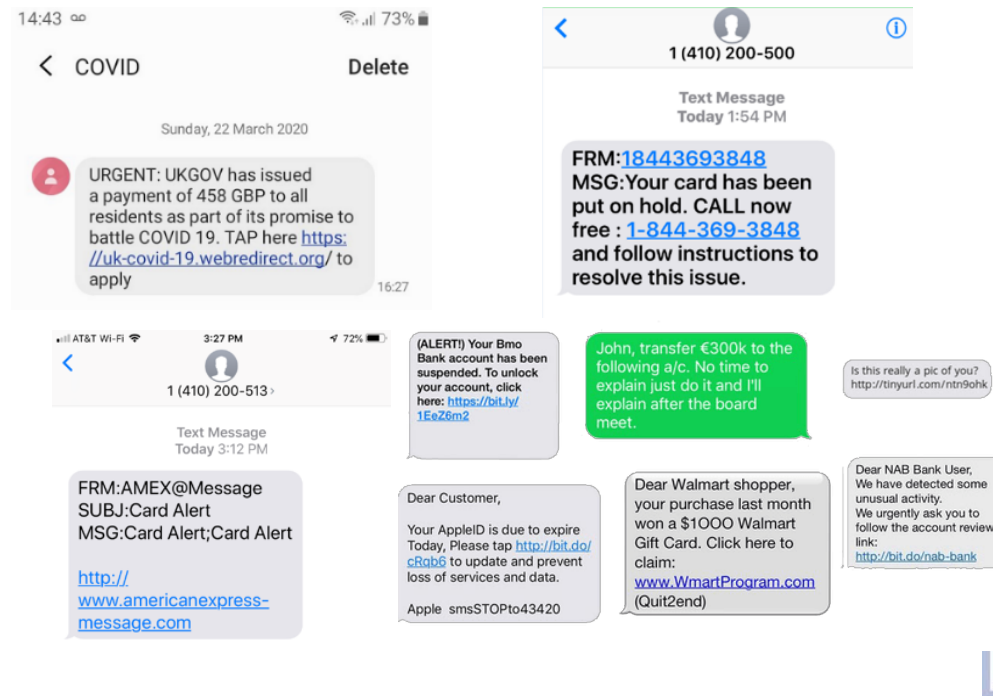 14:43
73%
COVID
Delete
Sunday, 22 March 2020
URGENT: UKGOV has issued
a payment of 458 GBP to all
residents as part of its promise to
battle COVID 19. TAP here https:
//uk-covid-19.webredirect.org/ to
apply
16:27
1 (410) 200-500
Text Message
Today 1:54 PM
FRM:18443693848
MSG:Your card has been
put on hold. CALL now
free : 1-844-369-3848
and follow instructions to
resolve this issue.
AT&T Wi-Fi
3:27 PM
72%
1 (410) 200-513
Text Message
Today 3:12 PM
FRM:AMEX@Message
SUBJ:Card Alert
MSG:Card Alert;Card Alert
http://
www.americanexpress-
message.com
(ALERT!) Your Bmo
Bank account has been
suspended. To unlock
your account, click
here: https://bit.ly/
1EeZ6m2
John, transfer €300k to the
following a/c. No time to
explain just do it and I'll
explain after the board
meet.
Is this really a pic of you?
http://tinyurl.com/ntn9ohk
Dear Customer,
Your AppleID is due to expire
Today, Please tap http://bit.do/
cRqb6 to update and prevent
loss of services and data.
Apple smsSTOPto43420
Dear Walmart shopper,
your purchase last month
won a $1OOO Walmart
Gift Card. Click here to
claim:
www.WmartProgram.com
(Quit2end)
Dear NAB Bank User,
We have detected some
unusual activity.
We urgently ask you to
follow the account review
link:
http://bit.do/nab-bank